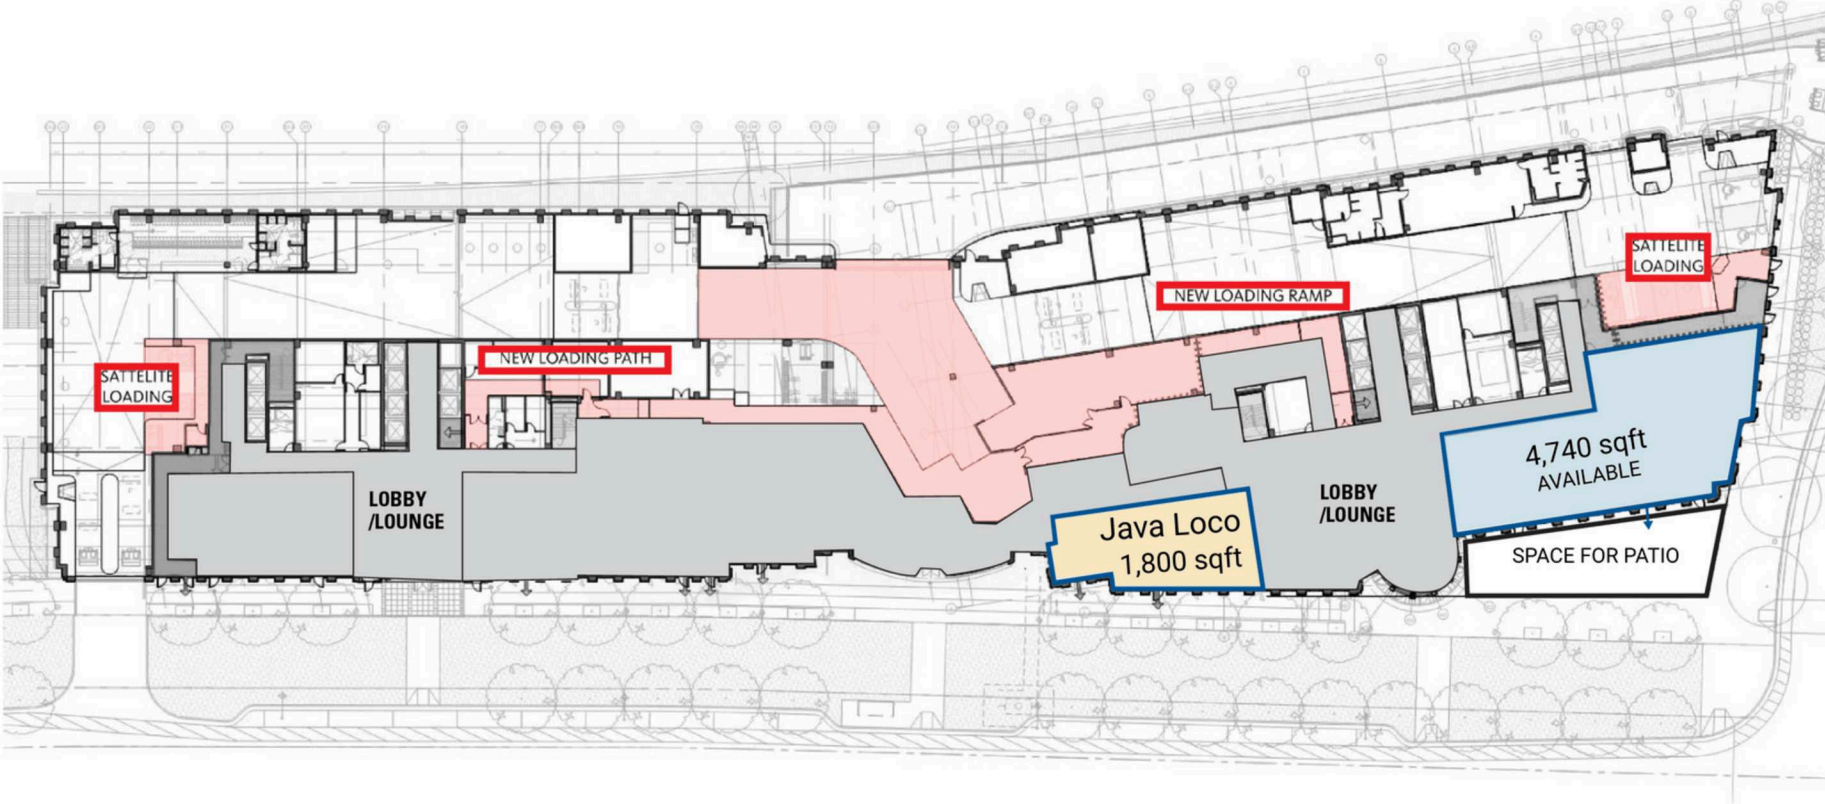 SATTELITE
LOADING
NEW LOADING RAMP
NEW LOADING PATH
SATTELITE
LOADING
4,740 sqft
AVAILABLE
LOBBY
/LOUNGE
LOBBY
/LOUNGE
Java Loco
1,800 sqft
SPACE FOR PATIO